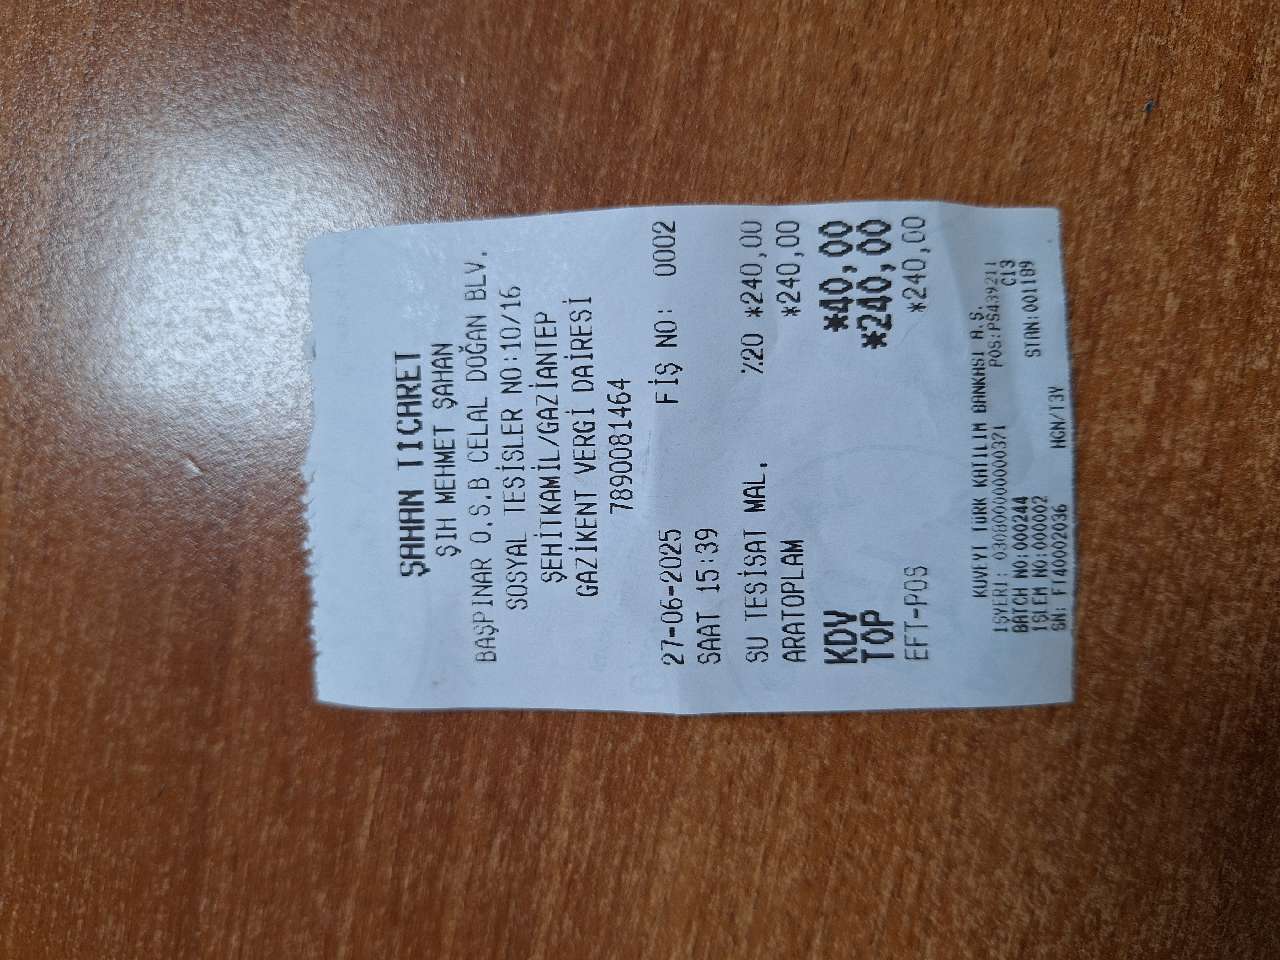 ŞAHAN TİCARET
ŞIH MEHMET ŞAHAN
BAŞPINAR O.S.B CELAL DOĞAN BLV.
SOSYAL TESİSLER NO:10/16
ŞEHİTKAMİL/GAZİANTEP
GAZİKENT VERGİ DAİRESİ
7890081464
27-06-2025 FİŞ NO: 0002
SAAT 15:39
SU TESİSAT MAL. %20 *240,00
ARATOPLAM *240,00
KDV *40,00
TOP *240,00
EFT-POS *240,00
KUVEYT TÜRK KATILIM BANKASI A.Ş.
İŞYERİ: 030800000000371 POS:PS439211
C13
BATCH NO:000244
İŞLEM NO:000002 STAN:001189
SN: FT40002036 MGN/T3V